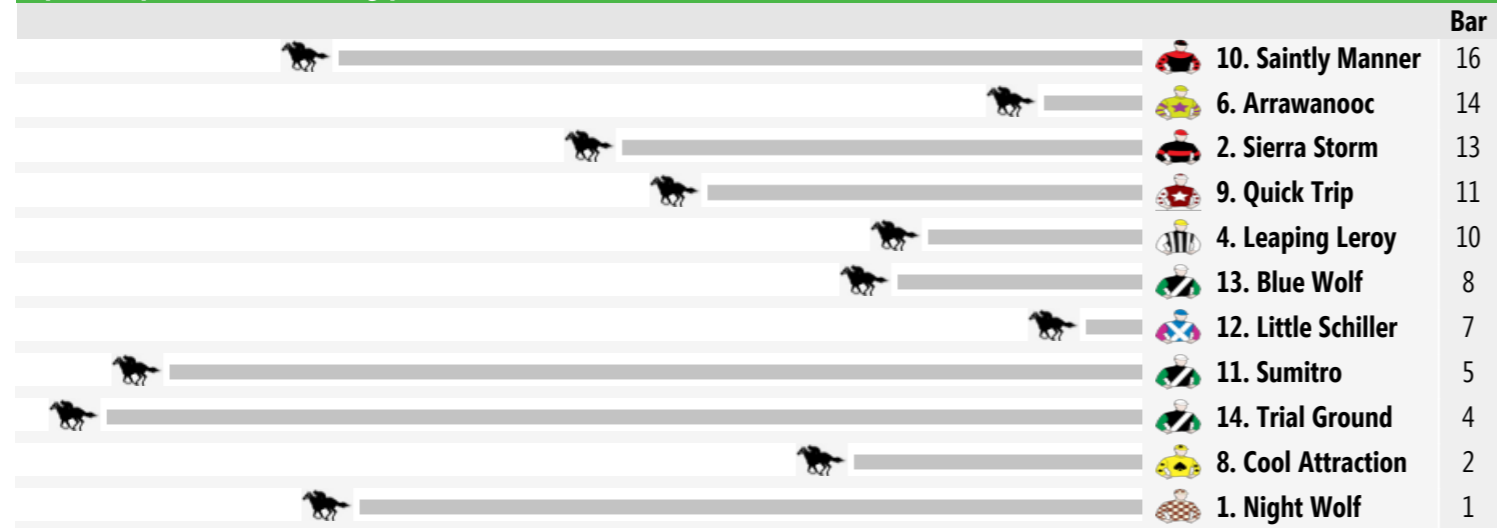 Bar
10. Saintly Manner 16
6. Arrawanooc 14
2. Sierra Storm 13
9. Quick Trip 11
4. Leaping Leroy 10
13. Blue Wolf 8
12. Little Schiller 7
11. Sumitro 5
14. Trial Ground 4
8. Cool Attraction 2
1. Night Wolf 1